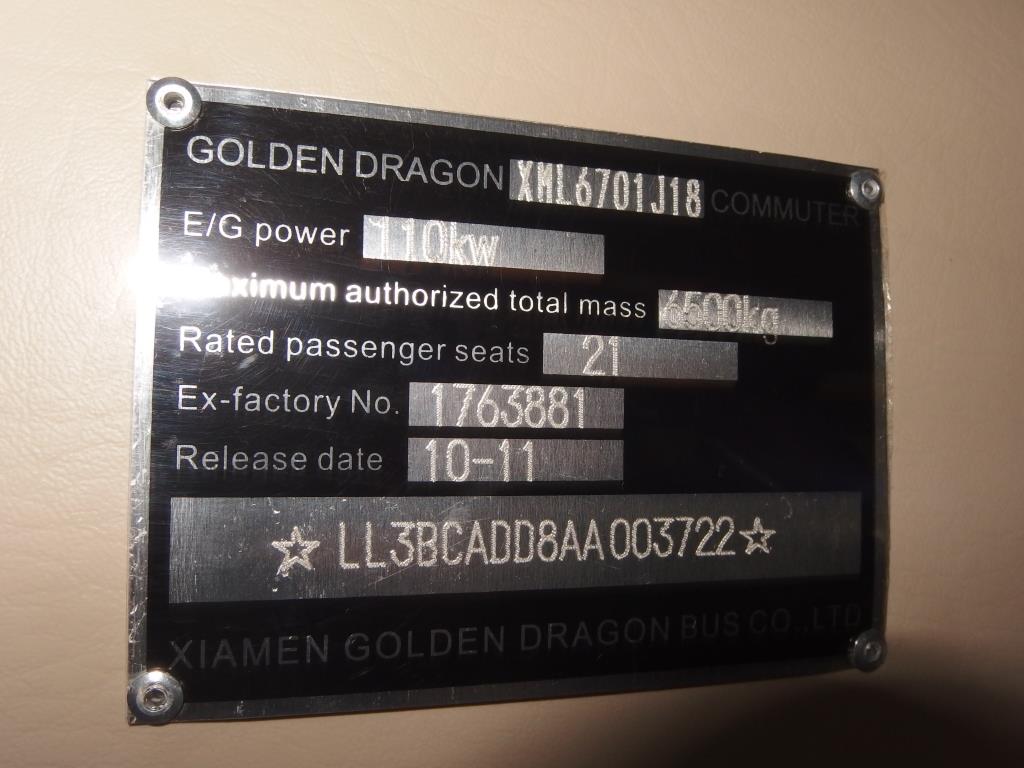 GOLDEN DRAGON XML6701J18 COMMUTER
E/G power 110kw
Maximum authorized total mass 6500kg
Rated passenger seats 21
Ex-factory No. 1763881
Release date 10-11
☆LL3BCADD8AA003722☆
XIAMEN GOLDEN DRAGON BUS CO.,LTD